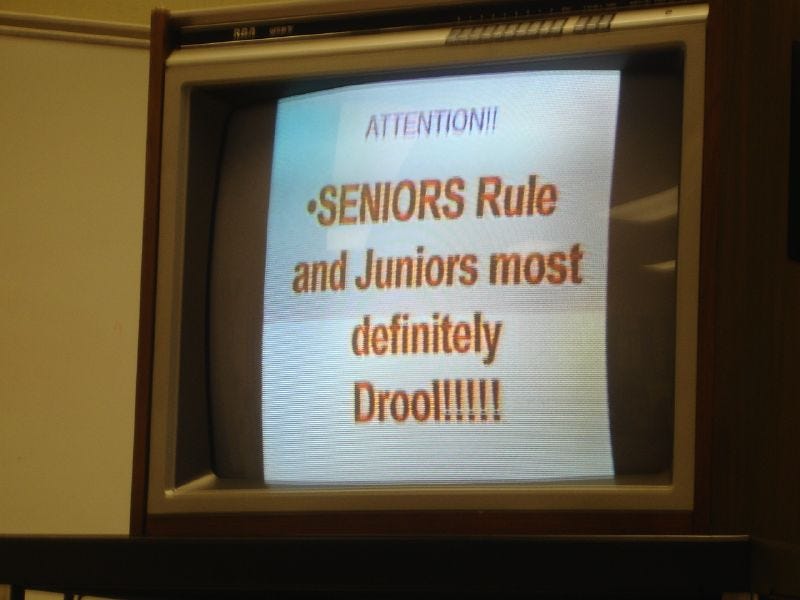 ATTENTION!!
•SENIORS Rule
and Juniors most
definitely
Drool!!!!!!